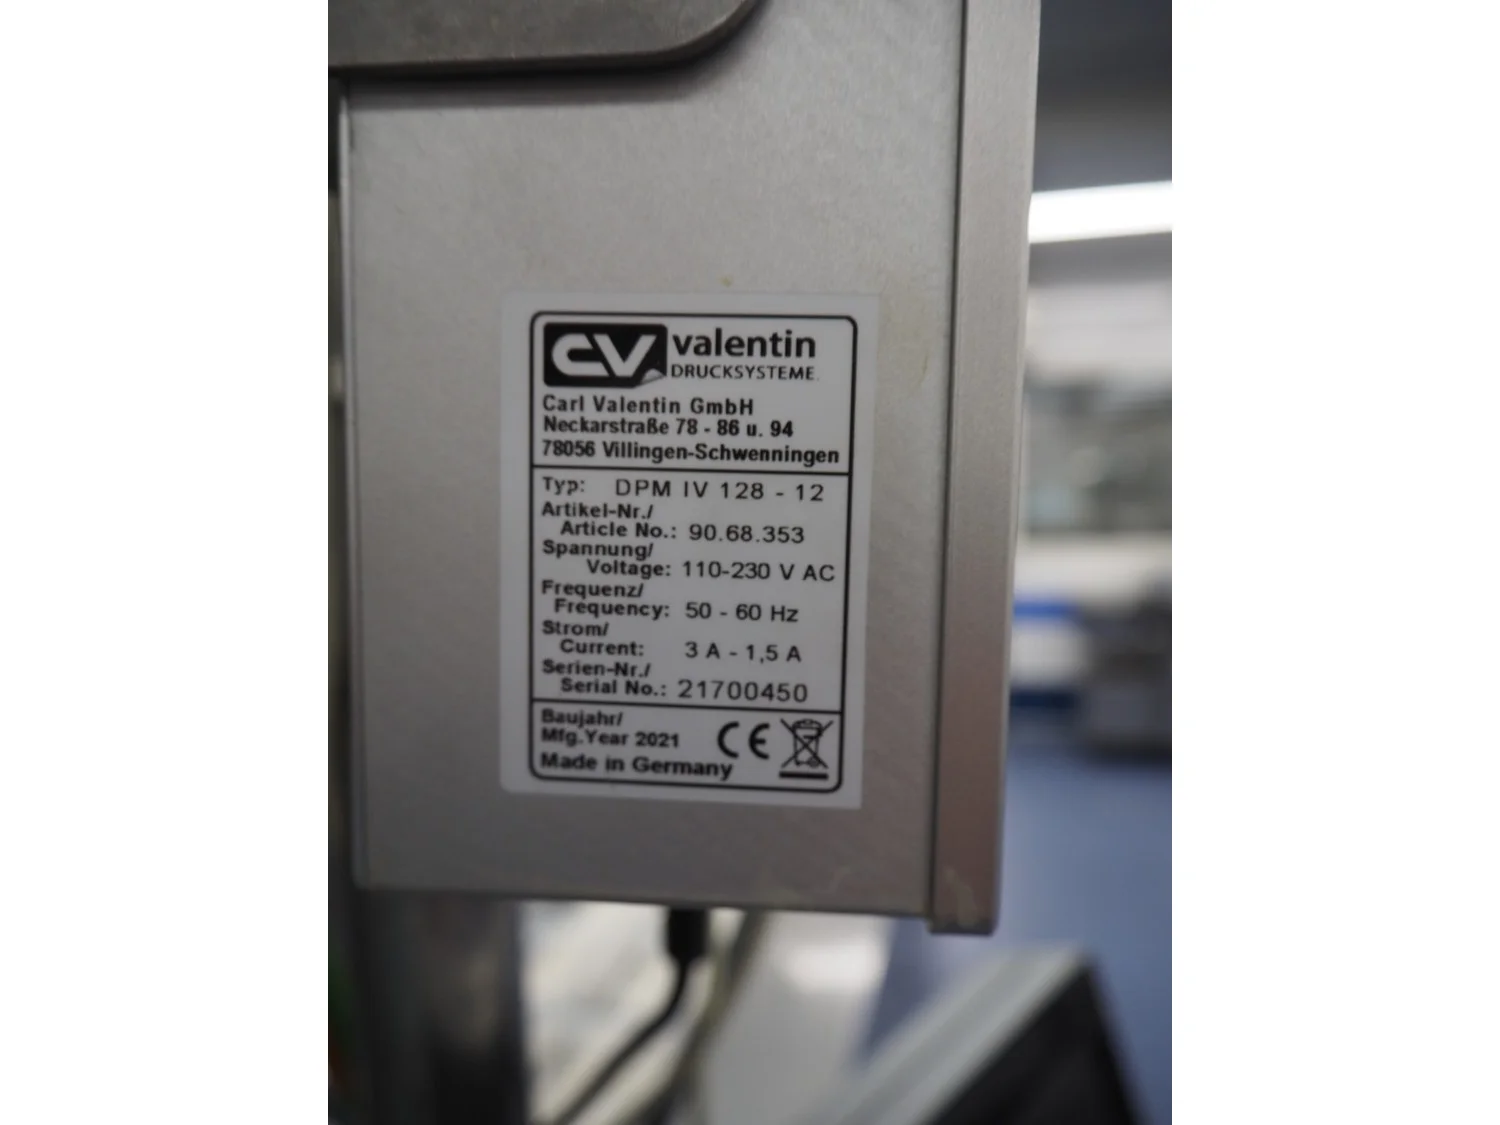 CV valentin
DRUCKSYSTEME.
Carl Valentin GmbH
Neckarstraße 78 - 86 u. 94
78056 Villingen-Schwenningen
Typ: DPM IV 128 - 12
Artikel-Nr./
Article No.: 90.68.353
Spannung/
Voltage: 110-230 V AC
Frequenz/
Frequency: 50 - 60 Hz
Strom/
Current: 3 A - 1,5 A
Serien-Nr./
Serial No.: 21700450
Baujahr/
Mfg.Year 2021 CE
Made in Germany